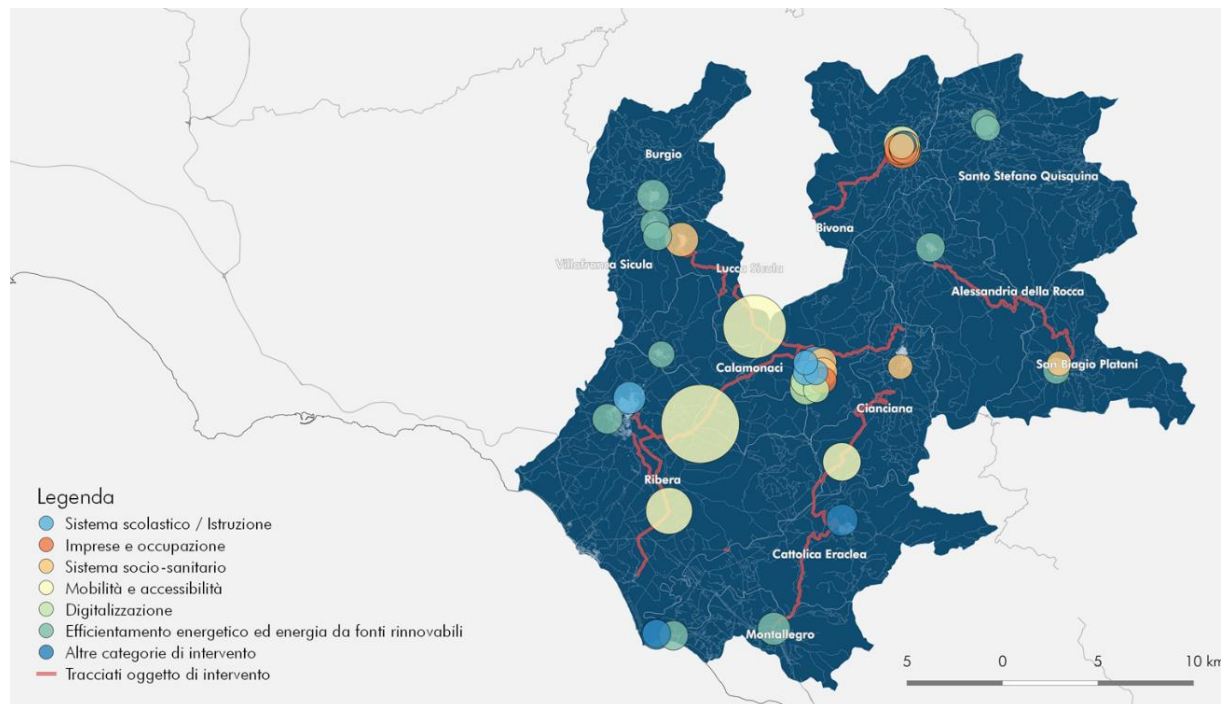 Burgio
Santo Stefano Quisquina
Bivona
Villafranca Sicula
Lucca Sicula
Alessandria della Rocca
Calamonaci
San Biagio Platani
Cianciana
Ribera
Cattolica Eraclea
Montallegro
Legenda
Sistema scolastico / Istruzione
Imprese e occupazione
Sistema socio-sanitario
Mobilità e accessibilità
Digitalizzazione
Efficientamento energetico ed energia da fonti rinnovabili
Altre categorie di intervento
Tracciati oggetto di intervento
5 0 5 10 km